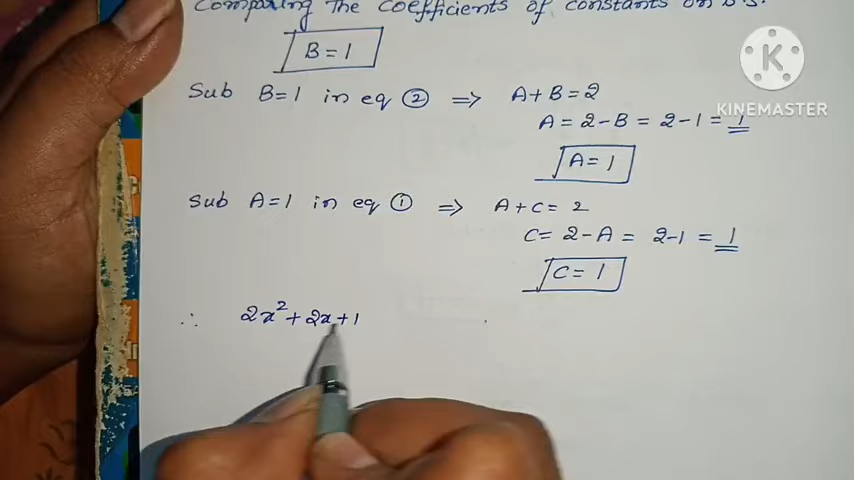 Comparing the coefficients of constants on b.s.
B = 1
Sub B=1 in eq ② ⇒ A+B = 2
A = 2-B = 2-1 = 1
A = 1
Sub A=1 in eq ① ⇒ A+C = 2
C = 2-A = 2-1 = 1
C = 1
∴ 2x² + 2x+1
KINEMASTER